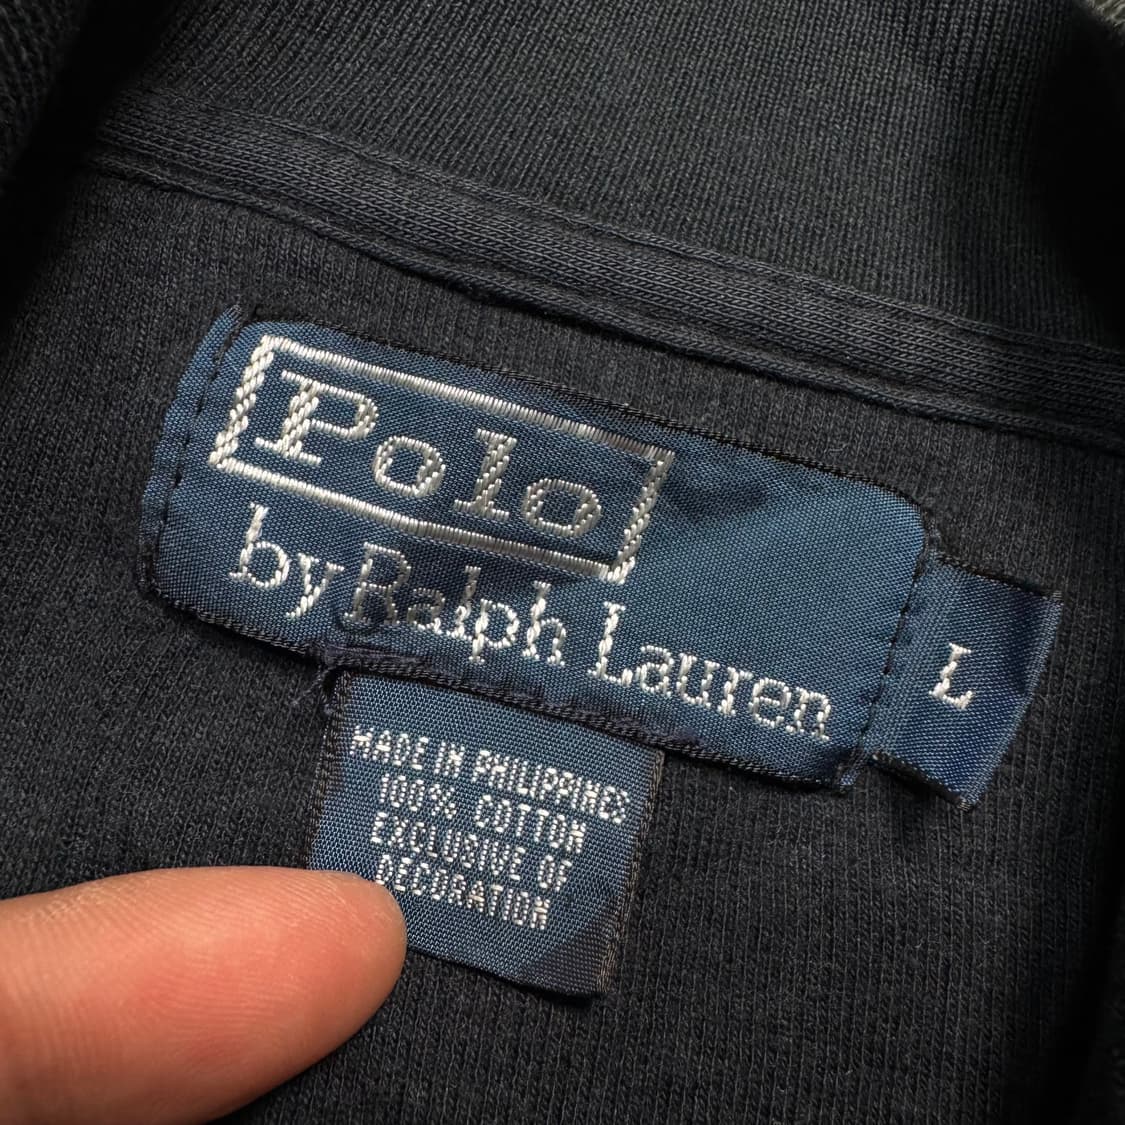 Polo
by Ralph Lauren
L
MADE IN PHILIPPINES
100% COTTON
EXCLUSIVE OF
DECORATION